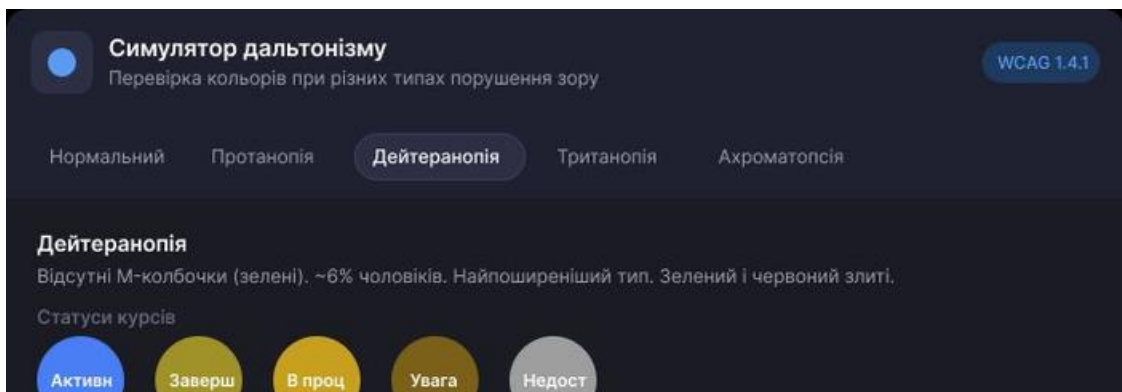 Симулятор дальтонізму
Перевірка кольорів при різних типах порушення зору
WCAG 1.4.1
Нормальний Протанопія Дейтеранопія Тританопія Ахроматопсія
Дейтеранопія
Відсутні М-колбочки (зелені). ~6% чоловіків. Найпоширеніший тип. Зелений і червоний злиті.
Статуси курсів
Активн Заверш В проц Увага Недост